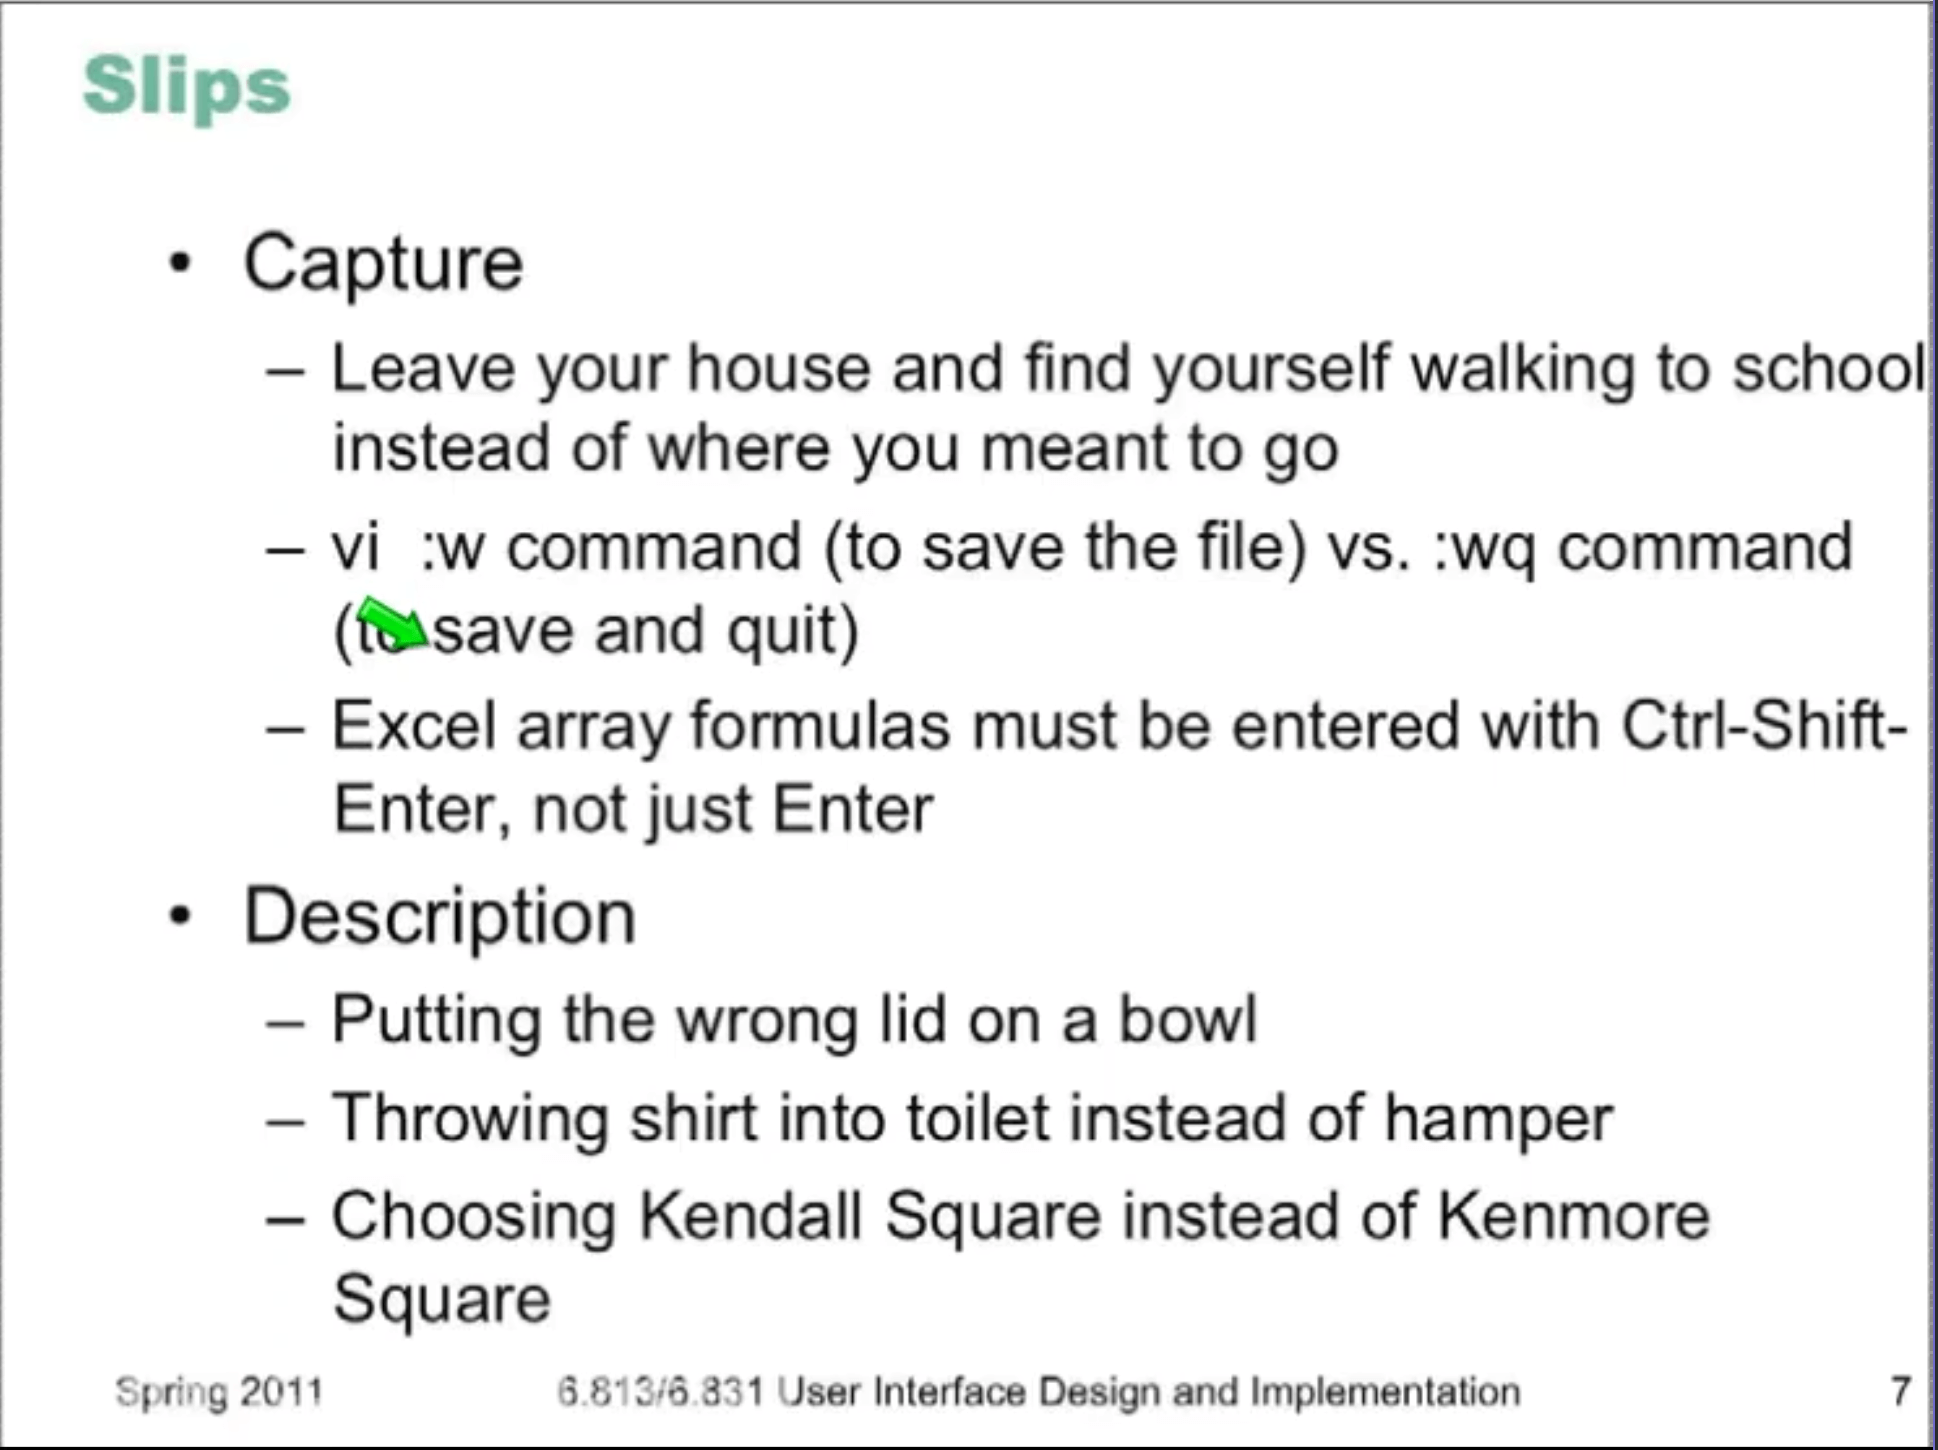 Slips
• Capture
– Leave your house and find yourself walking to school
instead of where you meant to go
– vi :w command (to save the file) vs. :wq command
(to save and quit)
– Excel array formulas must be entered with Ctrl-Shift-
Enter, not just Enter
• Description
– Putting the wrong lid on a bowl
– Throwing shirt into toilet instead of hamper
– Choosing Kendall Square instead of Kenmore
Square
Spring 2011 6.813/6.831 User Interface Design and Implementation 7